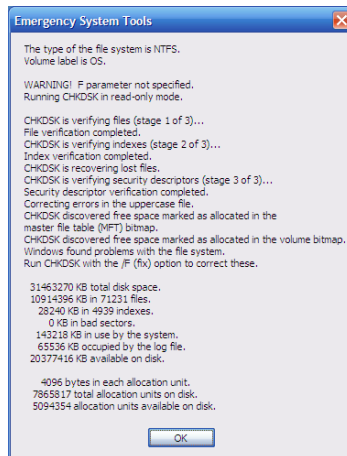 Emergency System Tools
The type of the file system is NTFS.
Volume label is OS.
WARNING!  F parameter not specified.
Running CHKDSK in read-only mode.
CHKDSK is verifying files (stage 1 of 3)...
File verification completed.
CHKDSK is verifying indexes (stage 2 of 3)...
Index verification completed.
CHKDSK is recovering lost files.
CHKDSK is verifying security descriptors (stage 3 of 3)...
Security descriptor verification completed.
Correcting errors in the uppercase file.
CHKDSK discovered free space marked as allocated in the
master file table (MFT) bitmap.
CHKDSK discovered free space marked as allocated in the volume bitmap.
Windows found problems with the file system.
Run CHKDSK with the /F (fix) option to correct these.
31463270 KB total disk space.
10914396 KB in 71231 files.
28240 KB in 4939 indexes.
0 KB in bad sectors.
143218 KB in use by the system.
65536 KB occupied by the log file.
20377416 KB available on disk.
4096 bytes in each allocation unit.
7865817 total allocation units on disk.
5094354 allocation units available on disk.
OK